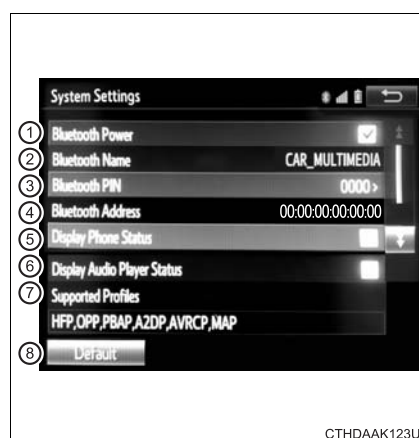 System Settings
① Bluetooth Power
② Bluetooth Name CAR_MULTIMEDIA
③ Bluetooth PIN 0000 >
④ Bluetooth Address 00:00:00:00:00:00
⑤ Display Phone Status
⑥ Display Audio Player Status
⑦ Supported Profiles
HFP,OPP,PBAP,A2DP,AVRCP,MAP
⑧ Default
CTHDAAK123U